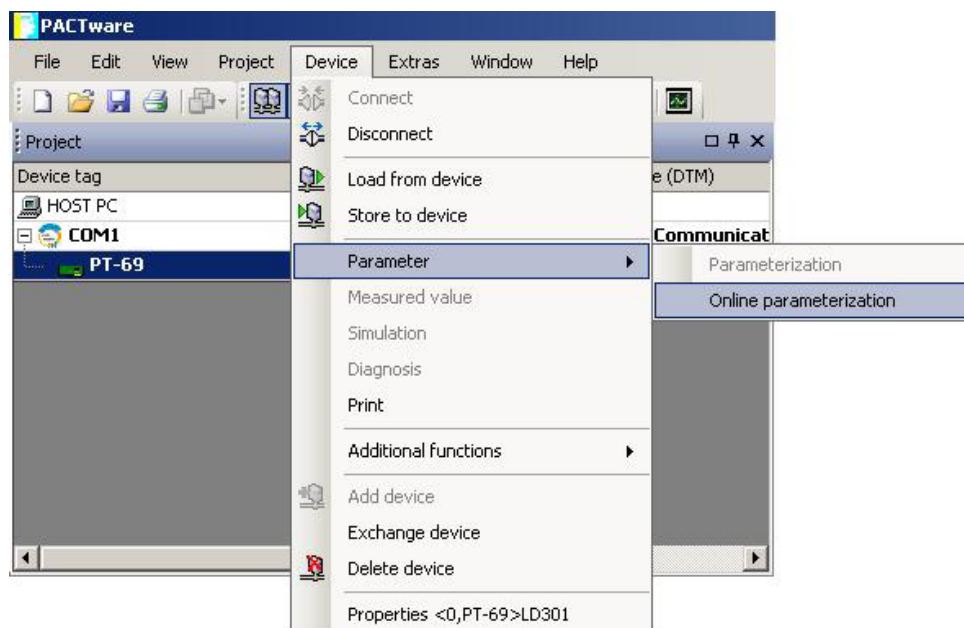 PACTware
File Edit View Project Device Extras Window Help
Connect
Project
Disconnect
Device tag
e (DTM)
Load from device
HOST PC
Store to device
COM1
Communicat
PT-69
Parameter
Parameterization
Measured value
Online parameterization
Simulation
Diagnosis
Print
Additional functions
Add device
Exchange device
Delete device
Properties <0,PT-69>LD301